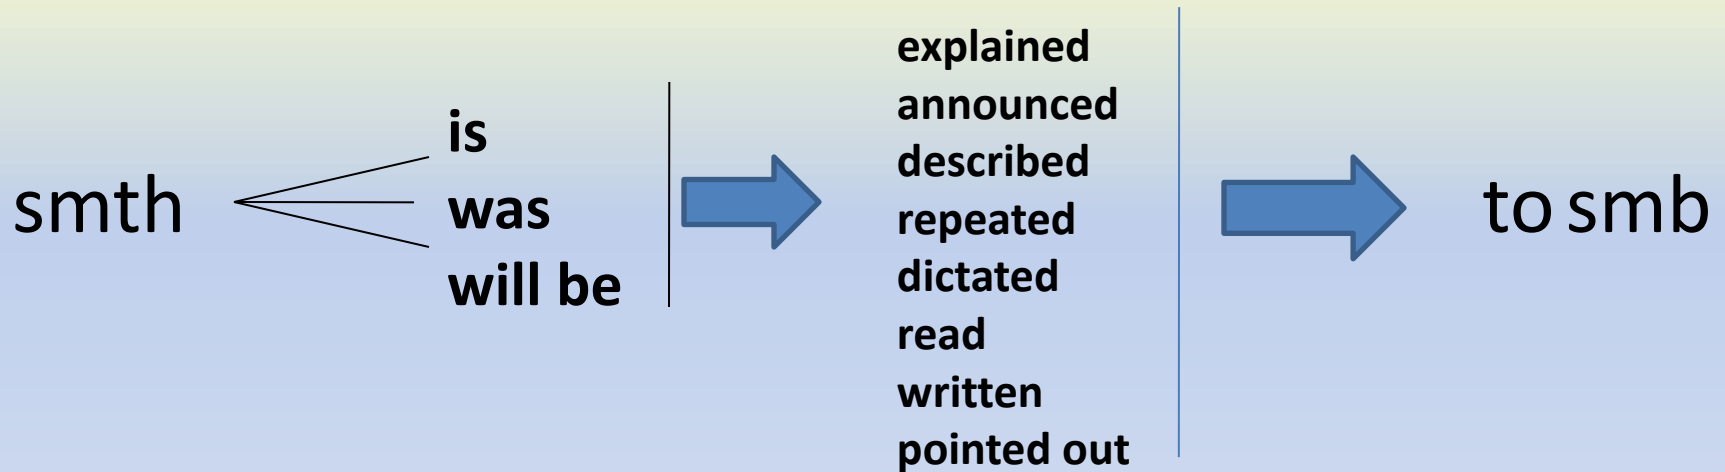 smth
is
was
will be
explained
announced
described
repeated
dictated
read
written
pointed out
to smb